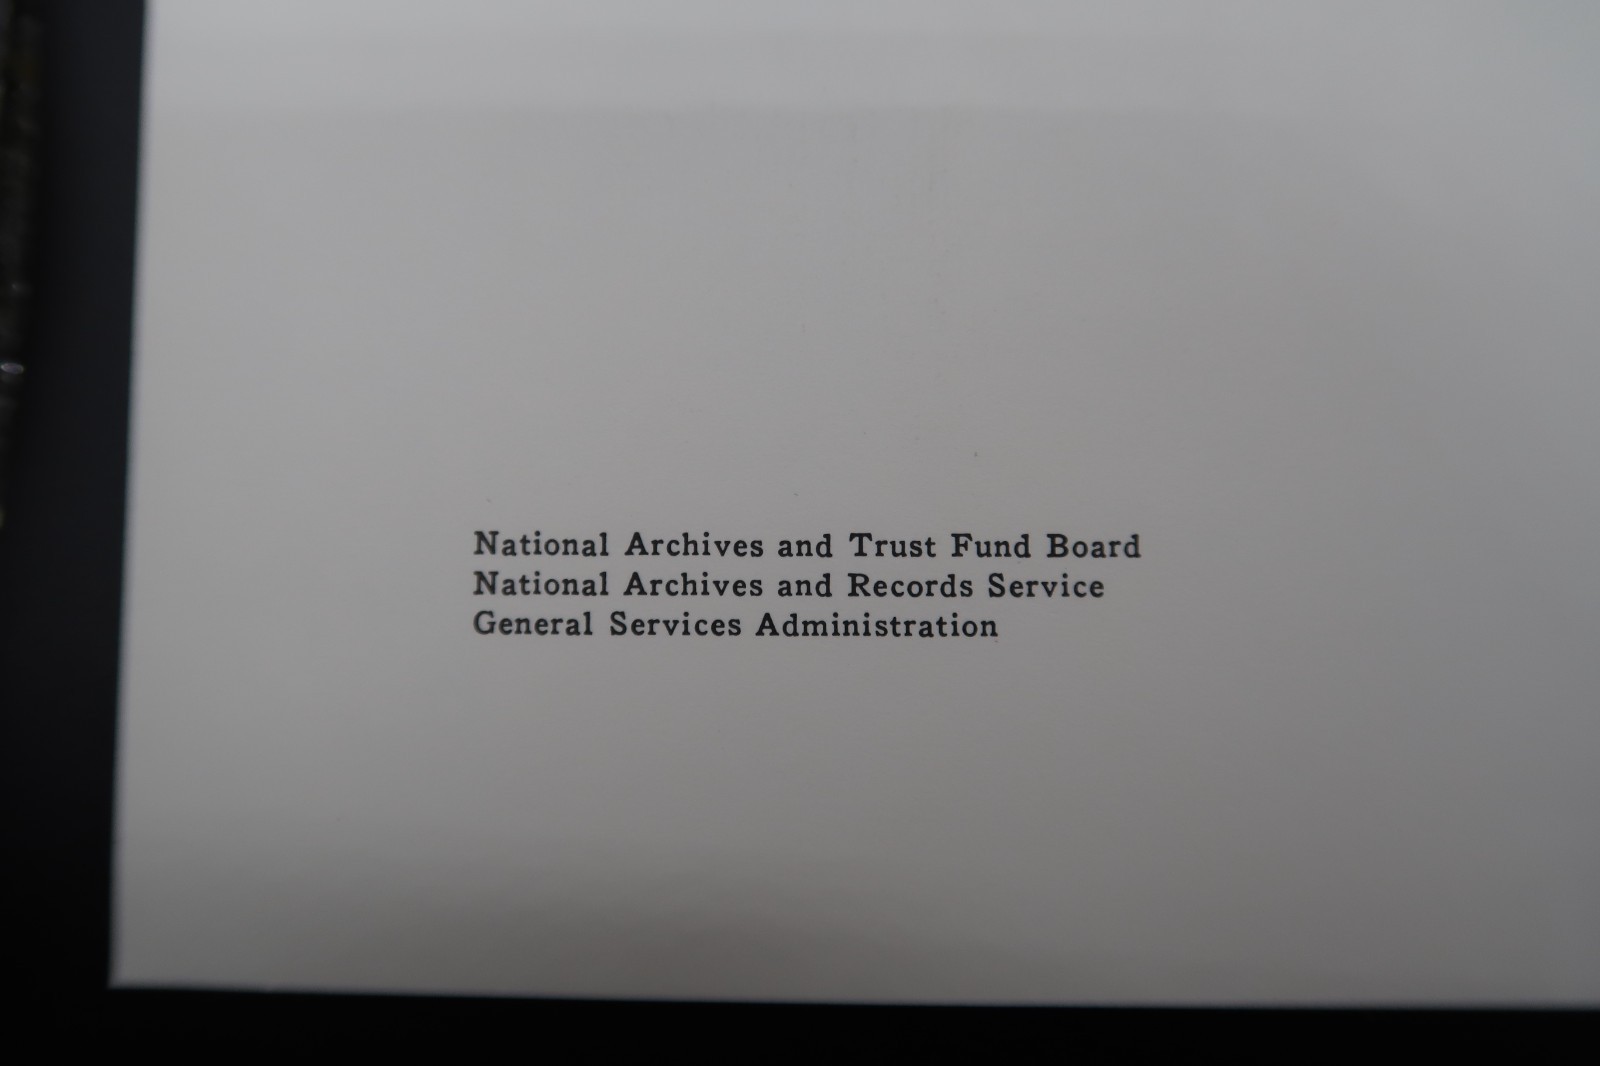 National Archives and Trust Fund Board
National Archives and Records Service
General Services Administration